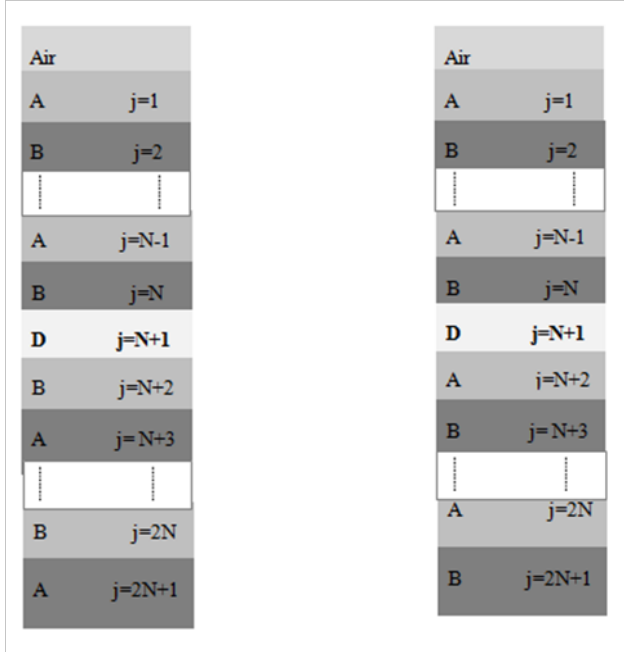 Air
A j=1
B j=2
A j=N-1
B j=N
D j=N+1
B j=N+2
A j= N+3
B j=2N
A j=2N+1
Air
A j=1
B j=2
A j=N-1
B j=N
D j=N+1
A j=N+2
B j= N+3
A j=2N
B j=2N+1